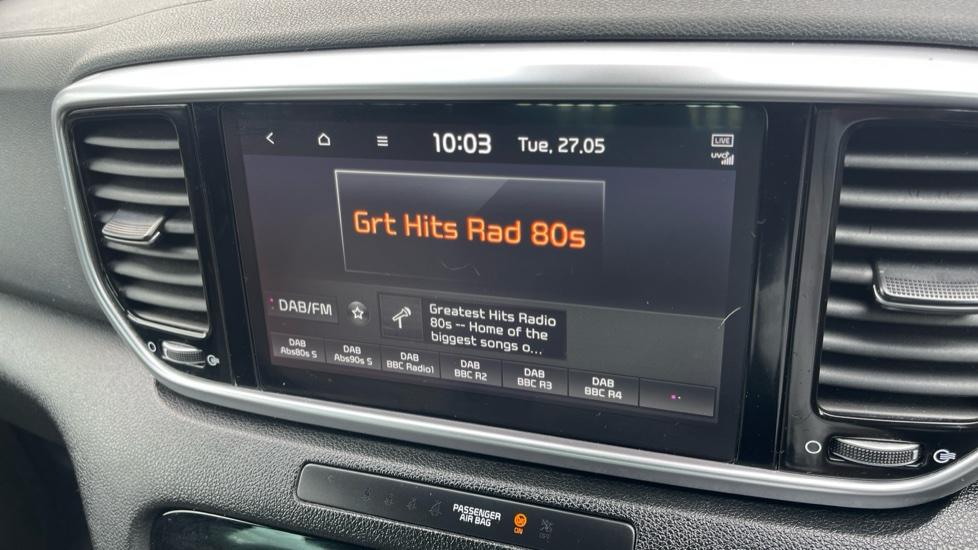 10:03
Tue, 27.05
LIVE
UVO
Grt Hits Rad 80s
DAB/FM
Greatest Hits Radio
80s -- Home of the
biggest songs o...
DAB
Abs80s S
DAB
Abs90s S
DAB
BBC Radio1
DAB
BBC R2
DAB
BBC R3
DAB
BBC R4
PASSENGER
AIR BAG
ON
OFF